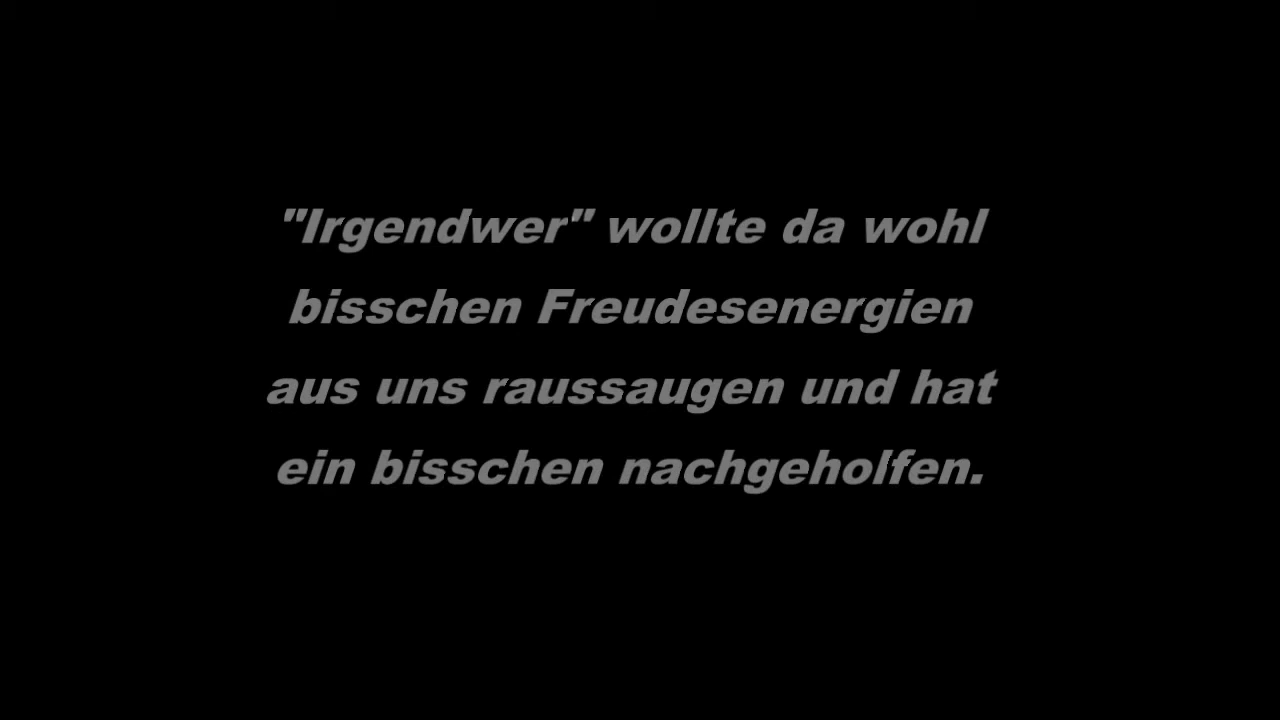 "Irgendwer" wollte da wohl
bisschen Freudesenergien
aus uns raussaugen und hat
ein bisschen nachgeholfen.